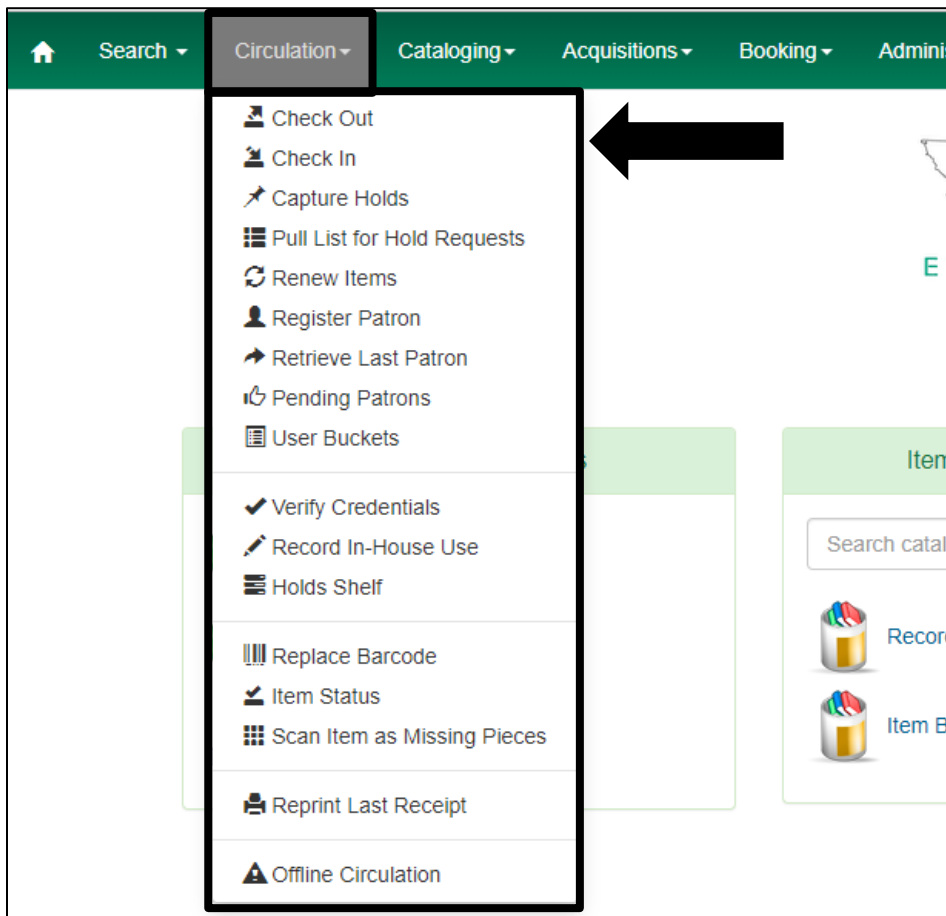 Search Circulation Cataloging Acquisitions Booking
Check Out
Check In
Capture Holds
Pull List for Hold Requests
Renew Items
Register Patron
Retrieve Last Patron
Pending Patrons
User Buckets
Verify Credentials
Record In-House Use
Holds Shelf
Replace Barcode
Item Status
Scan Item as Missing Pieces
Reprint Last Receipt
Offline Circulation
E
Search
Item B